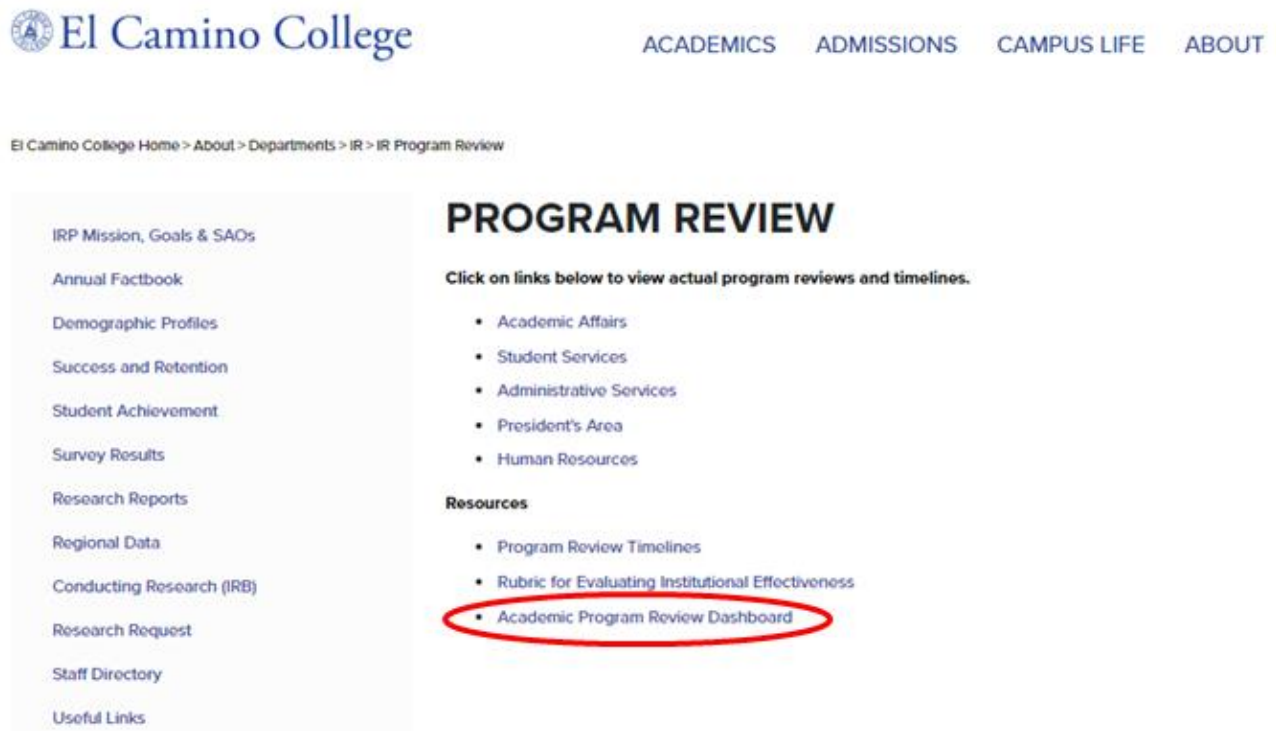 El Camino College
ACADEMICS ADMISSIONS CAMPUS LIFE ABOUT
El Camino College Home > About > Departments > IR > IR Program Review
IRP Mission, Goals & SAOs
Annual Factbook
Demographic Profiles
Success and Retention
Student Achievement
Survey Results
Research Reports
Regional Data
Conducting Research (IRB)
Research Request
Staff Directory
Useful Links
PROGRAM REVIEW
Click on links below to view actual program reviews and timelines.
• Academic Affairs
• Student Services
• Administrative Services
• President's Area
• Human Resources
Resources
• Program Review Timelines
• Rubric for Evaluating Institutional Effectiveness
• Academic Program Review Dashboard